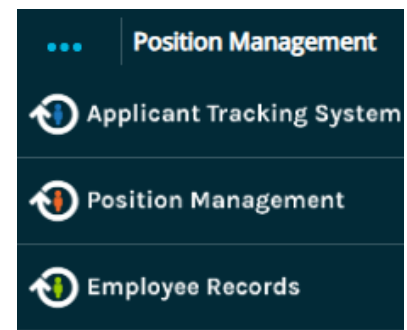 Position Management
Applicant Tracking System
Position Management
Employee Records